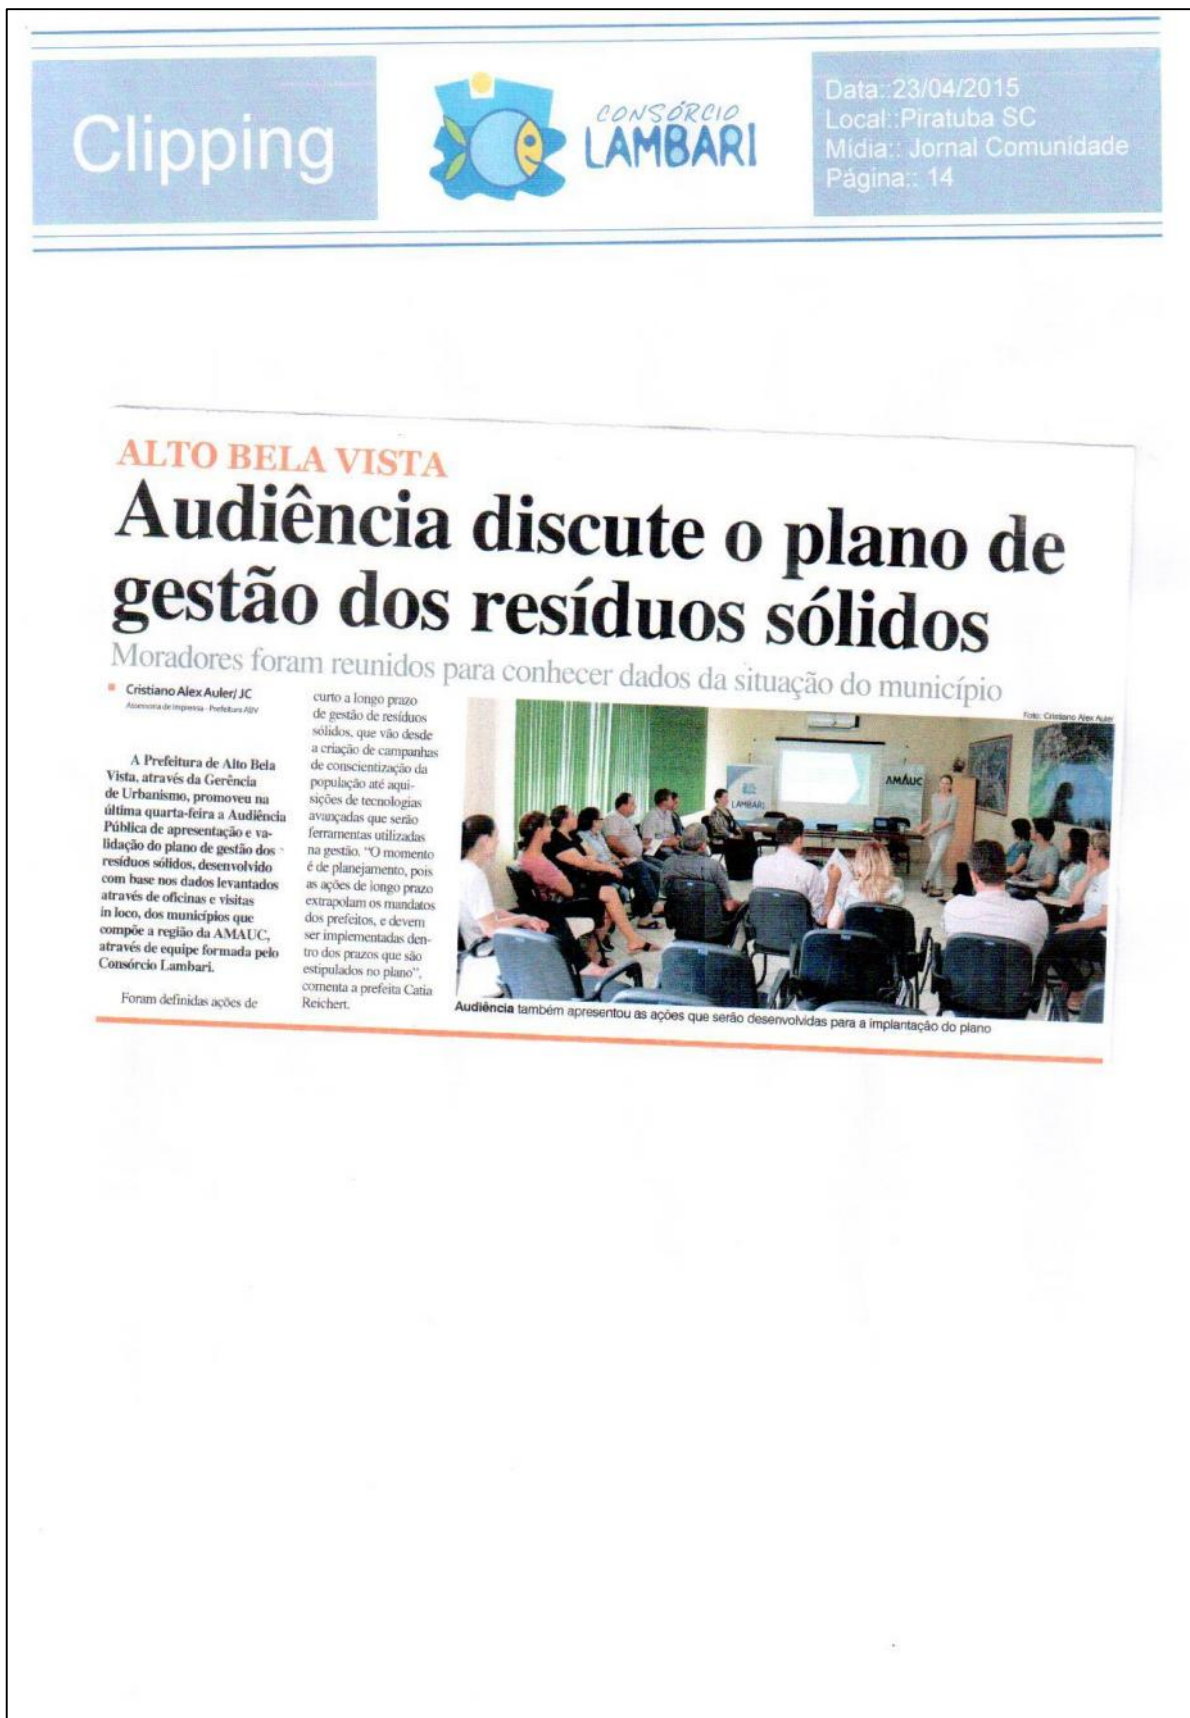 Clipping
CONSÓRCIO
LAMBARI
Data::23/04/2015
Local::Piratuba SC
Mídia:: Jornal Comunidade
Página:: 14
ALTO BELA VISTA
Audiência discute o plano de
gestão dos resíduos sólidos
Moradores foram reunidos para conhecer dados da situação do município
Cristiano Alex Auler/ JC
Assessoria de Imprensa - Prefeitura ABV
A Prefeitura de Alto Bela
Vista, através da Gerência
de Urbanismo, promoveu na
última quarta-feira a Audiência
Pública de apresentação e va-
lidação do plano de gestão dos
resíduos sólidos, desenvolvido
com base nos dados levantados
através de oficinas e visitas
in loco, dos municípios que
compõe a região da AMAUC,
através de equipe formada pelo
Consórcio Lambari.
Foram definidas ações de
curto a longo prazo
de gestão de resíduos
sólidos, que vão desde
a criação de campanhas
de conscientização da
população até aqui-
sições de tecnologias
avançadas que serão
ferramentas utilizadas
na gestão. "O momento
é de planejamento, pois
as ações de longo prazo
extrapolam os mandatos
dos prefeitos, e devem
ser implementadas den-
tro dos prazos que são
estipulados no plano",
comenta a prefeita Catia
Reichert.
Foto: Cristiano Alex Auler
LAMBARI
AMAUC
Audiência também apresentou as ações que serão desenvolvidas para a implantação do plano